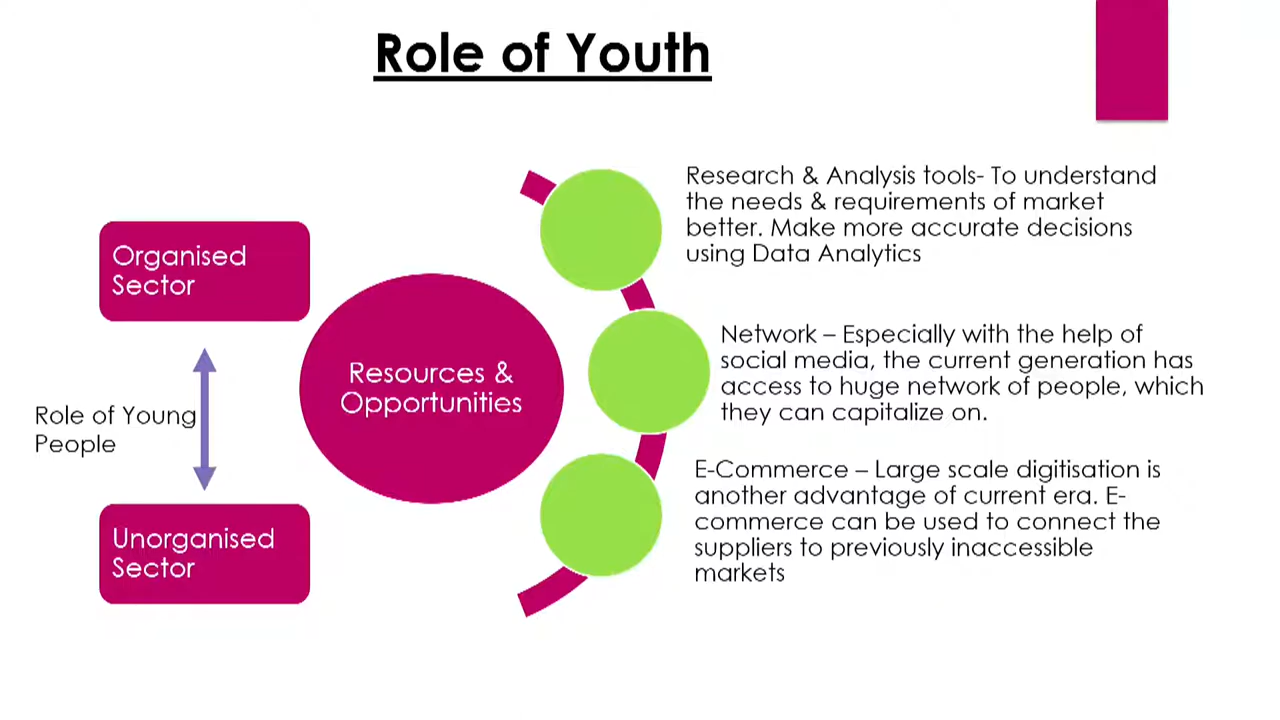 Role of Youth
Organised
Sector
Role of Young
People
Unorganised
Sector
Resources &
Opportunities
Research & Analysis tools- To understand
the needs & requirements of market
better. Make more accurate decisions
using Data Analytics
Network – Especially with the help of
social media, the current generation has
access to huge network of people, which
they can capitalize on.
E-Commerce – Large scale digitisation is
another advantage of current era. E-
commerce can be used to connect the
suppliers to previously inaccessible
markets